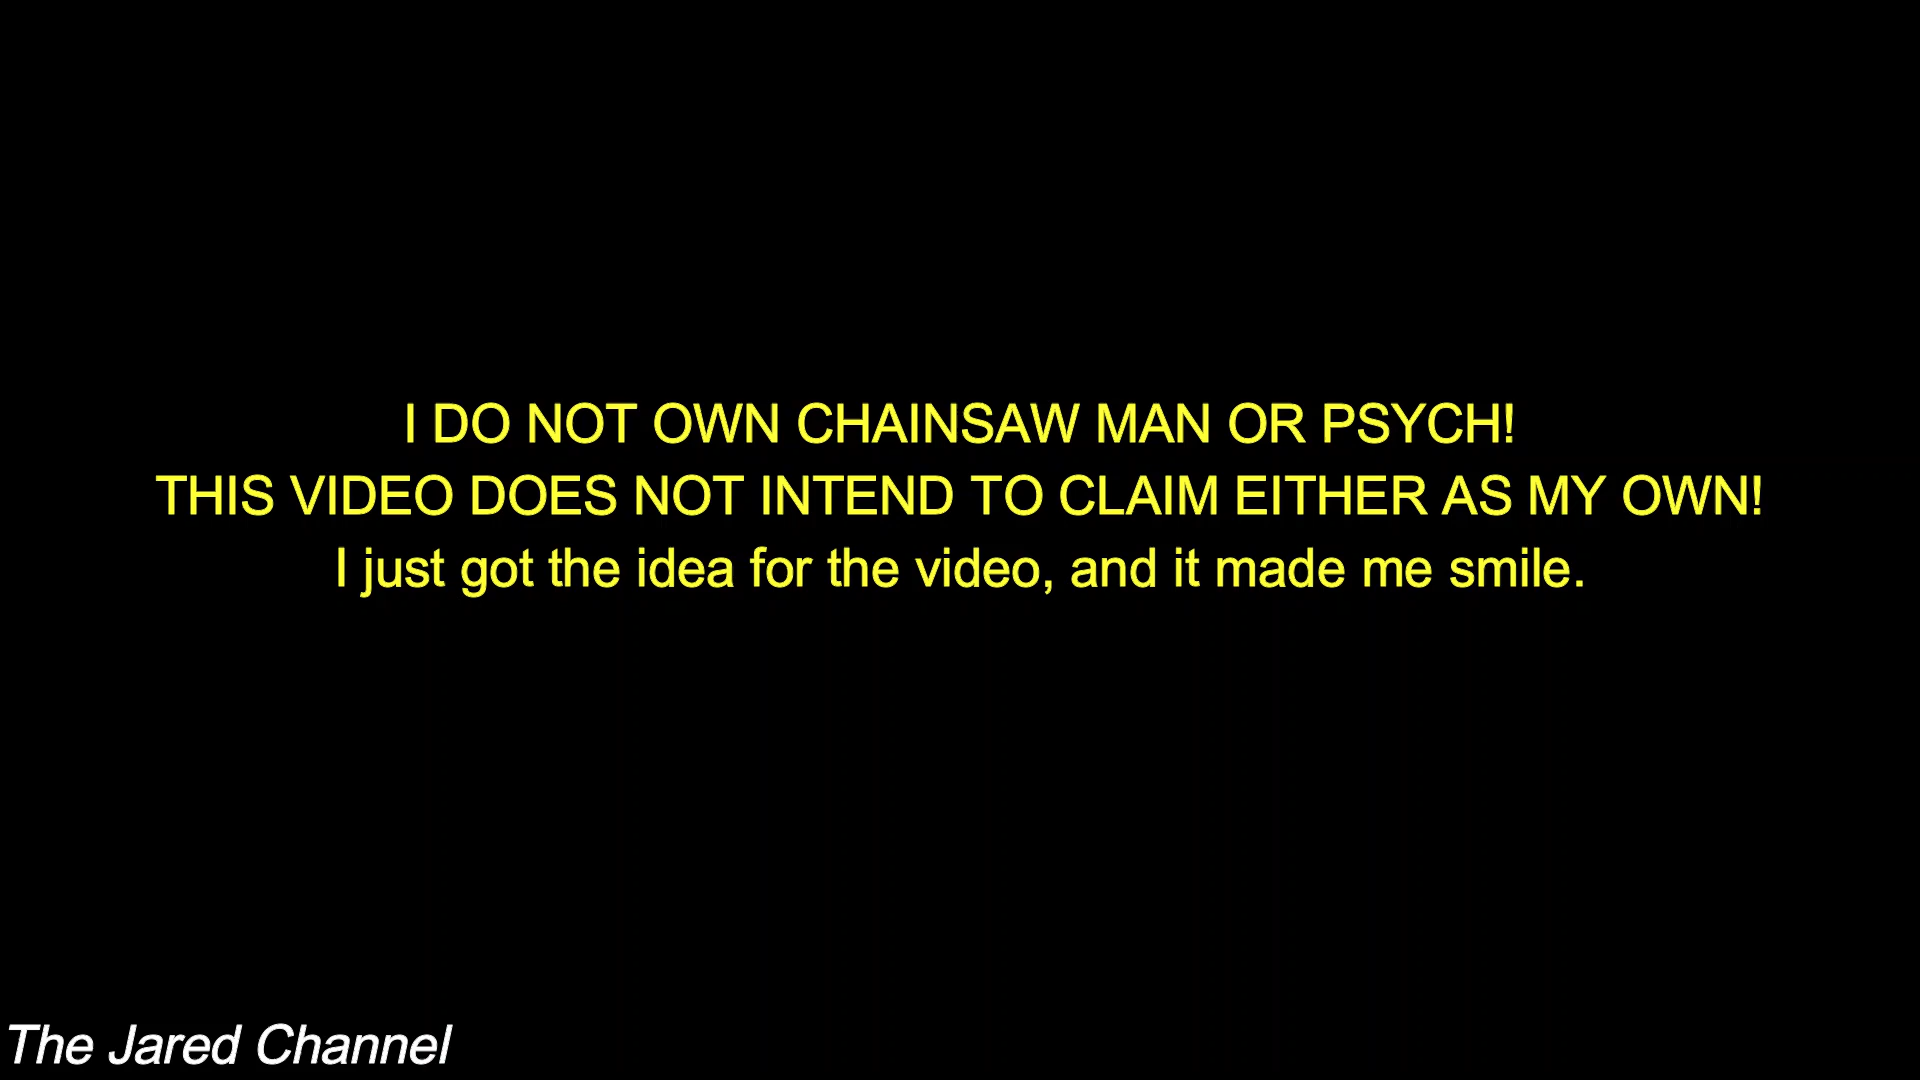 I DO NOT OWN CHAINSAW MAN OR PSYCH!
THIS VIDEO DOES NOT INTEND TO CLAIM EITHER AS MY OWN!
I just got the idea for the video, and it made me smile.
The Jared Channel